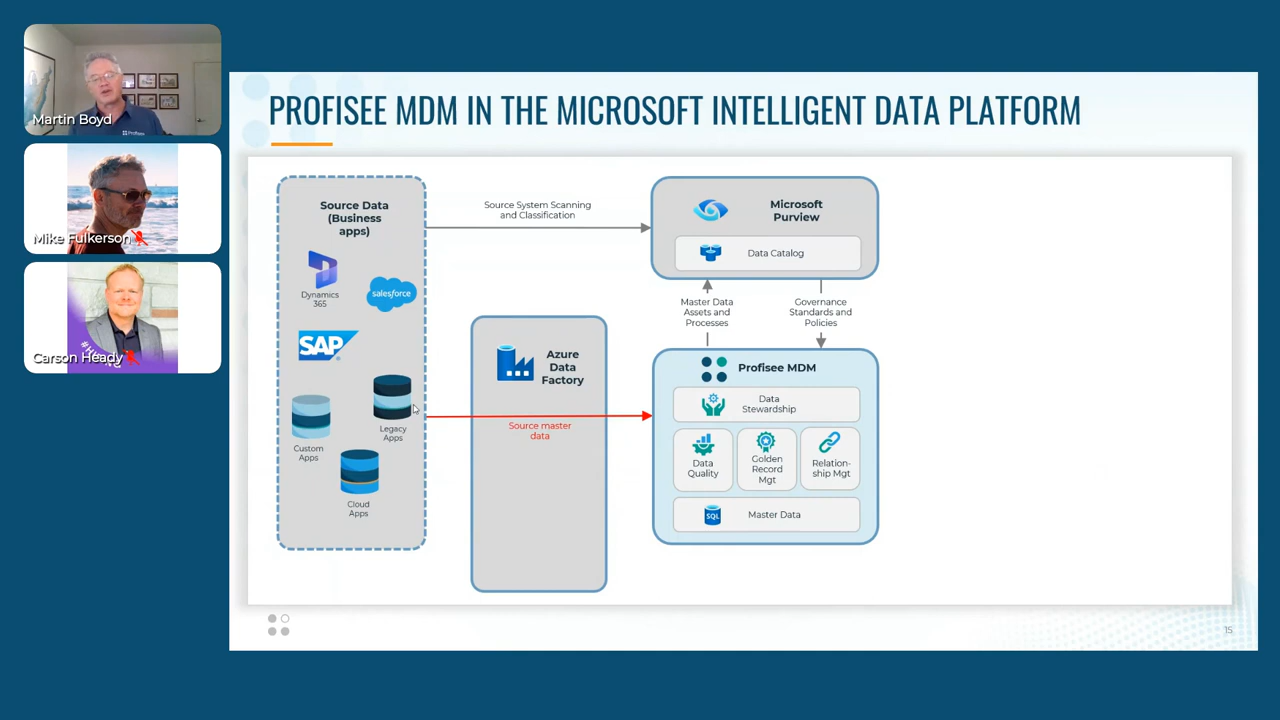 Martin Boyd
Profisee
Mike Fulkerson
Carson Heady
PROFISEE MDM IN THE MICROSOFT INTELLIGENT DATA PLATFORM
Source Data
(Business
apps)
Dynamics
365
salesforce
SAP
Custom
Apps
Legacy
Apps
Cloud
Apps
Source System Scanning
and Classification
Azure
Data
Factory
Source master
data
Microsoft
Purview
Data Catalog
Master Data
Assets and
Processes
Governance
Standards and
Policies
Profisee MDM
Data
Stewardship
Data
Quality
Golden
Record
Mgt
Relation-
ship Mgt
SQL
Master Data
15